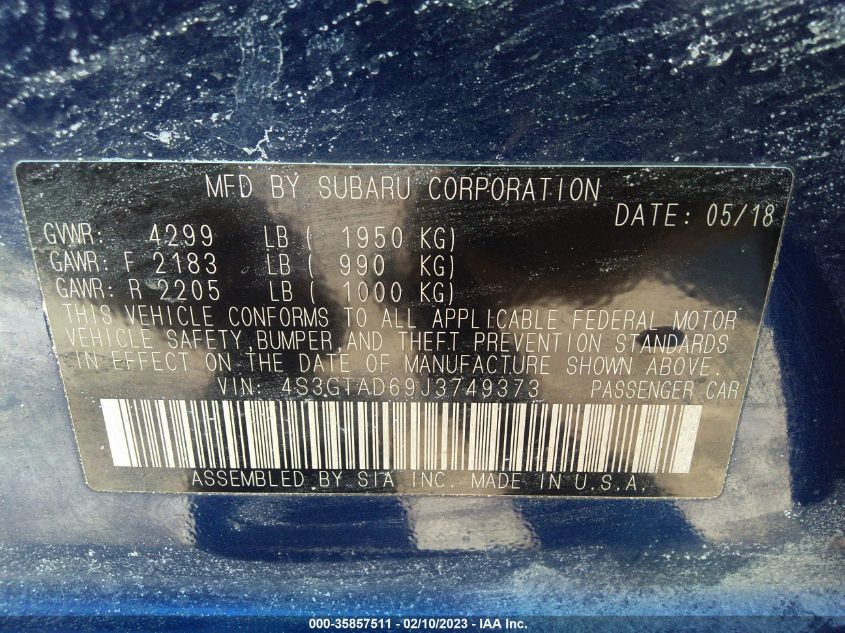 MFD BY SUBARU CORPORATION
DATE: 05/18
GVWR: 4299 LB ( 1950 KG)
GAWR: F 2183 LB ( 990 KG)
GAWR: R 2205 LB ( 1000 KG)
THIS VEHICLE CONFORMS TO ALL APPLICABLE FEDERAL MOTOR
VEHICLE SAFETY, BUMPER, AND THEFT PREVENTION STANDARDS
IN EFFECT ON THE DATE OF MANUFACTURE SHOWN ABOVE.
VIN: 4S3GTAD69J3749373 PASSENGER CAR
ASSEMBLED BY SIA INC. MADE IN U.S.A.
000-35857511 - 02/10/2023 - IAA Inc.